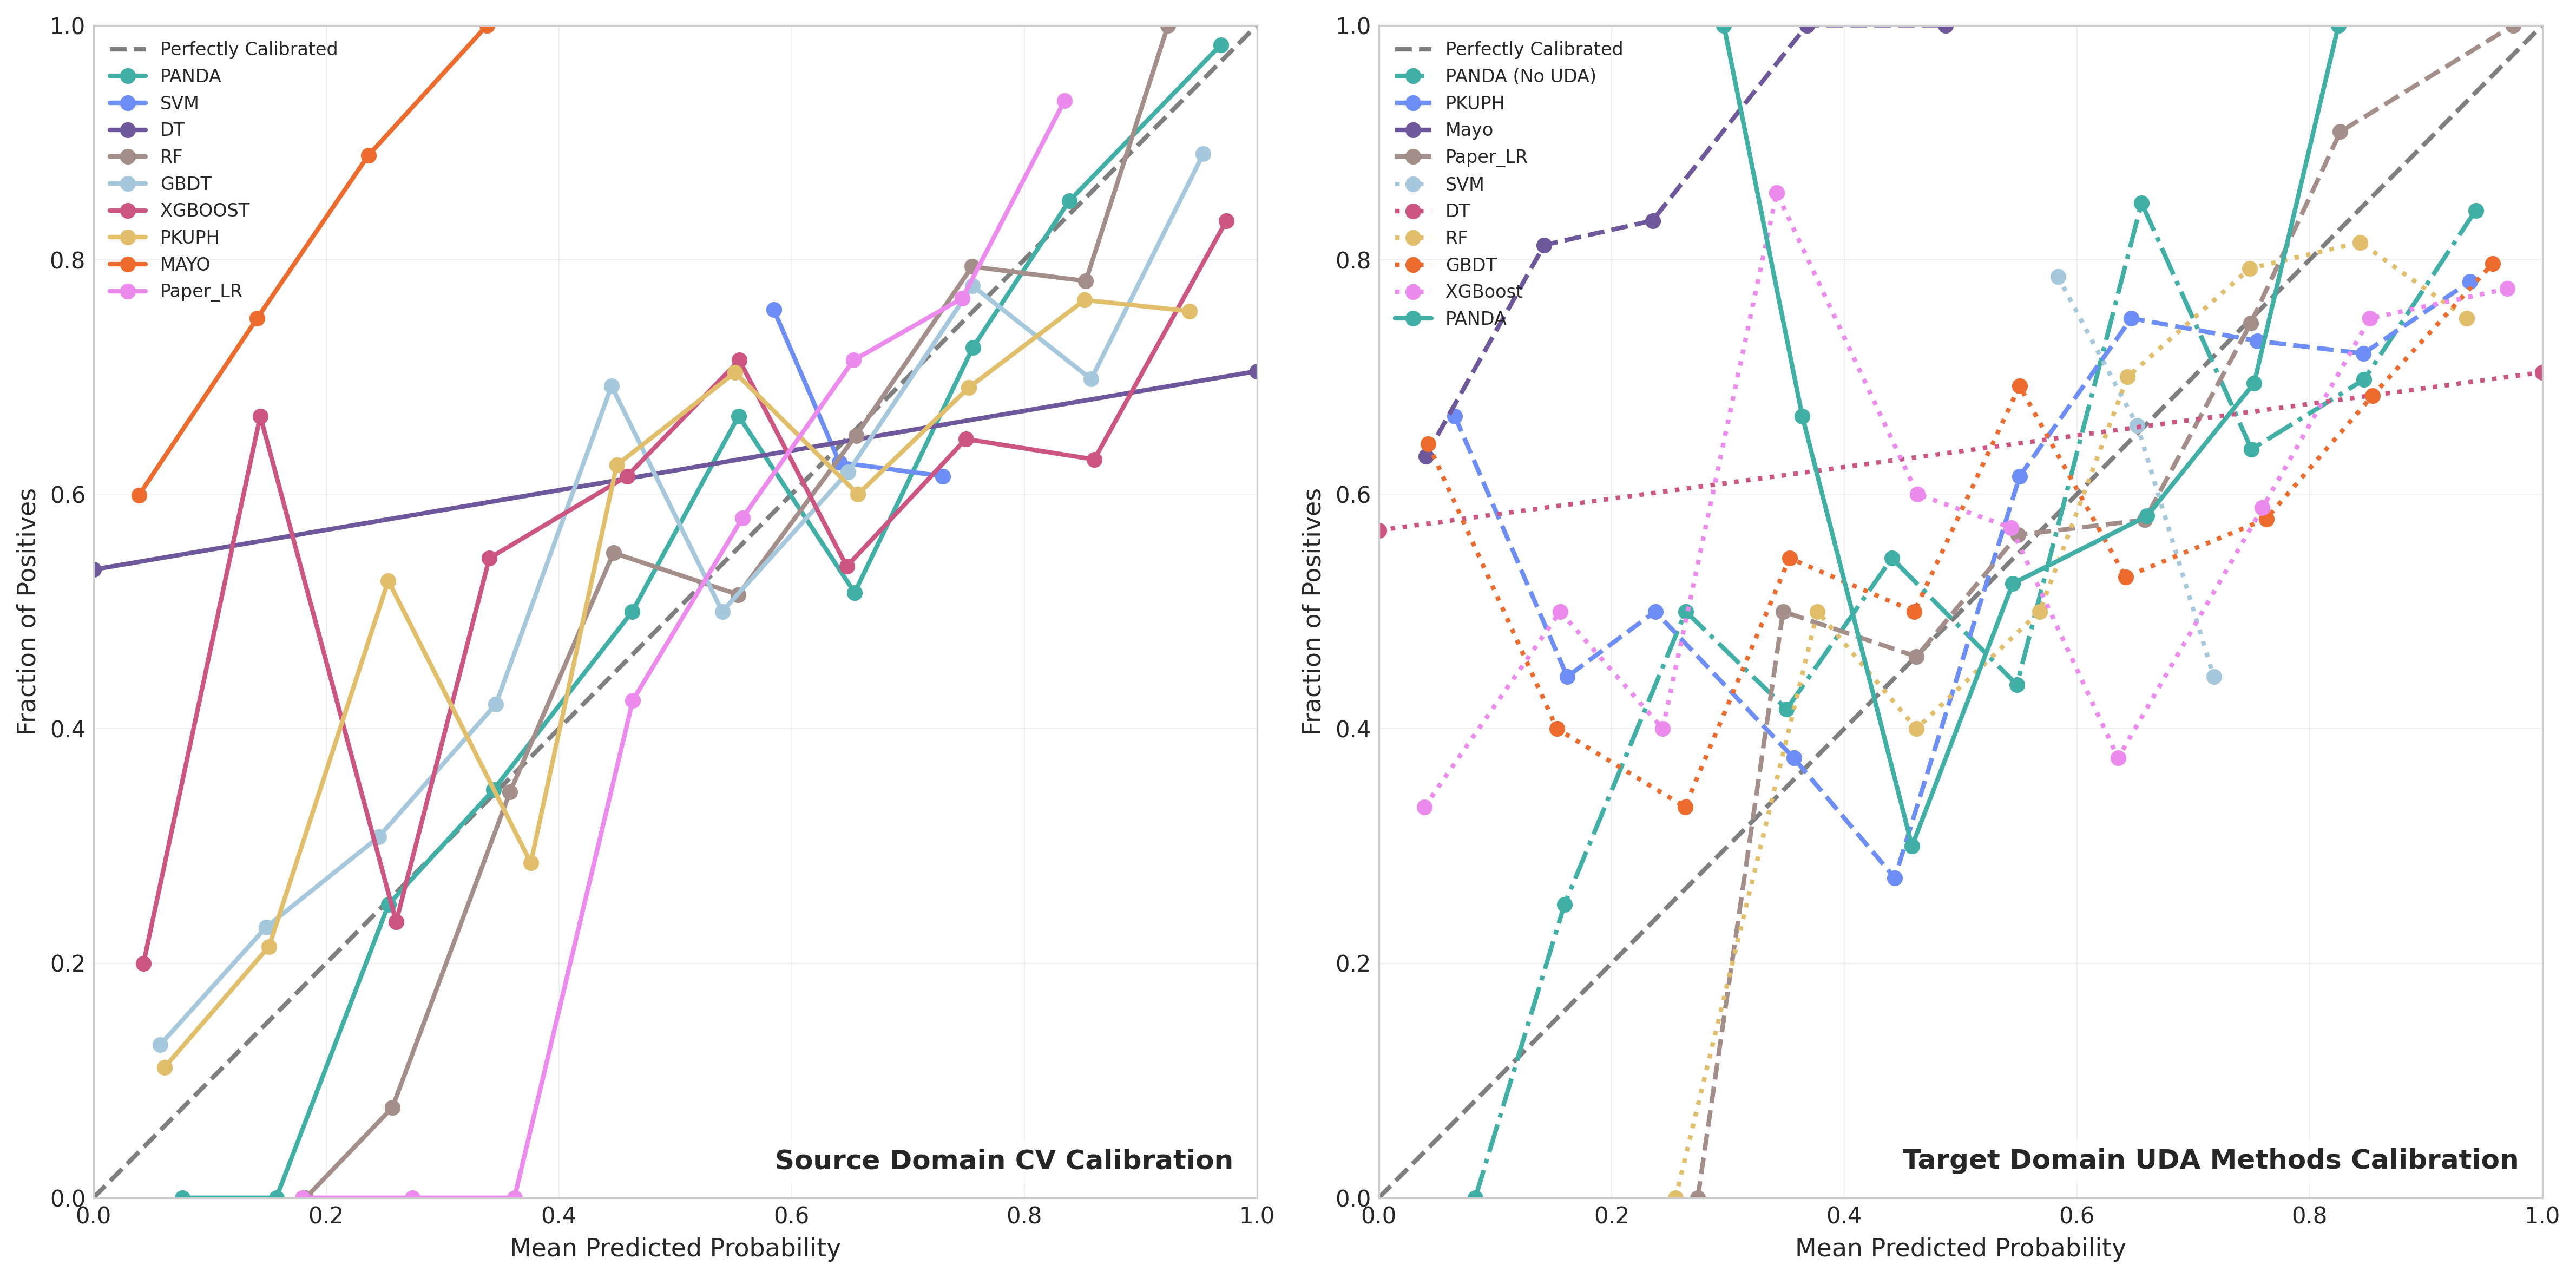 1.0
0.8
0.6
0.4
0.2
0.0
Fraction of Positives
Perfectly Calibrated
PANDA
SVM
DT
RF
GBDT
XGBOOST
PKUPH
MAYO
Paper_LR
Source Domain CV Calibration
0.0 0.2 0.4 0.6 0.8 1.0
Mean Predicted Probability
1.0
0.8
0.6
0.4
0.2
0.0
Fraction of Positives
Perfectly Calibrated
PANDA (No UDA)
PKUPH
Mayo
Paper_LR
SVM
DT
RF
GBDT
XGBoost
PANDA
Target Domain UDA Methods Calibration
0.0 0.2 0.4 0.6 0.8 1.0
Mean Predicted Probability